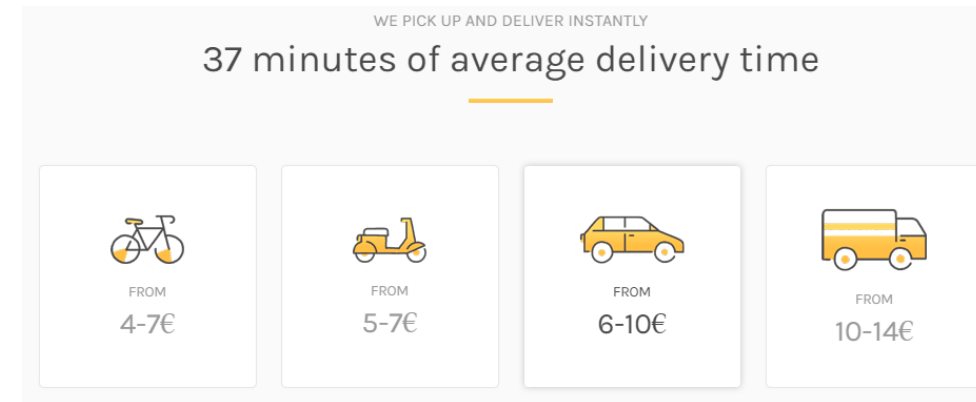 WE PICK UP AND DELIVER INSTANTLY
37 minutes of average delivery time
FROM
4-7€
FROM
5-7€
FROM
6-10€
FROM
10-14€